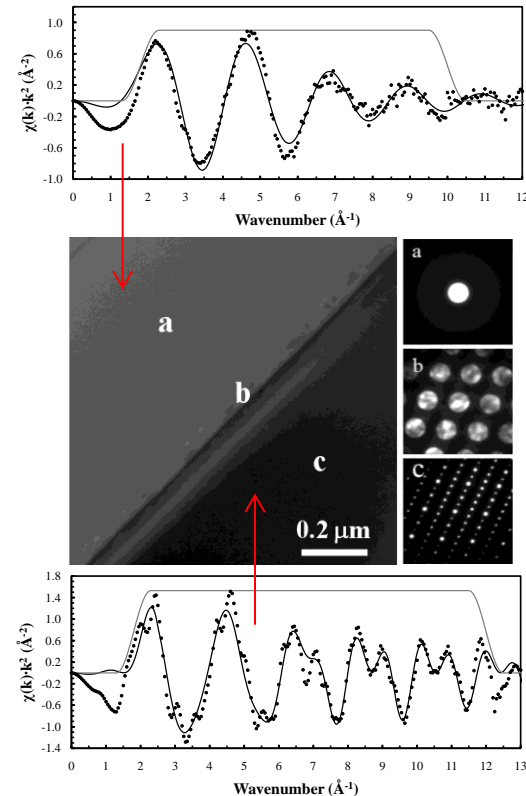 1.0
0.6
0.2
-0.2
-0.6
-1.0
χ(k)·k² (Å⁻²)
0 1 2 3 4 5 6 7 8 9 10 11 12
Wavenumber (Å⁻¹)
a
b
c
0.2 µm
a
b
c
1.8
1.4
1.0
0.6
0.2
-0.2
-0.6
-1.0
-1.4
χ(k)·k² (Å⁻²)
0 1 2 3 4 5 6 7 8 9 10 11 12 13
Wavenumber (Å⁻¹)